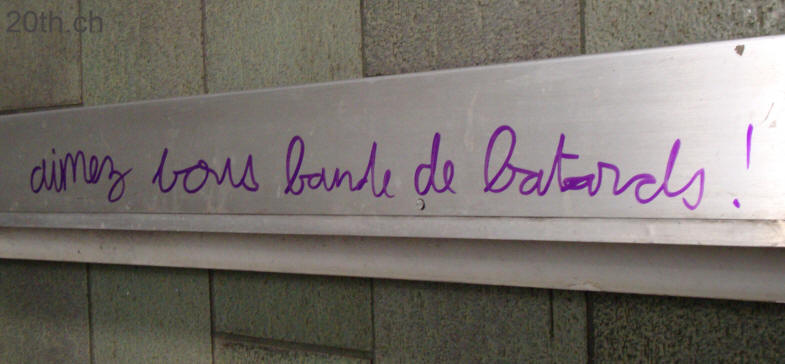 20th.ch
aimez vous bande de batards!